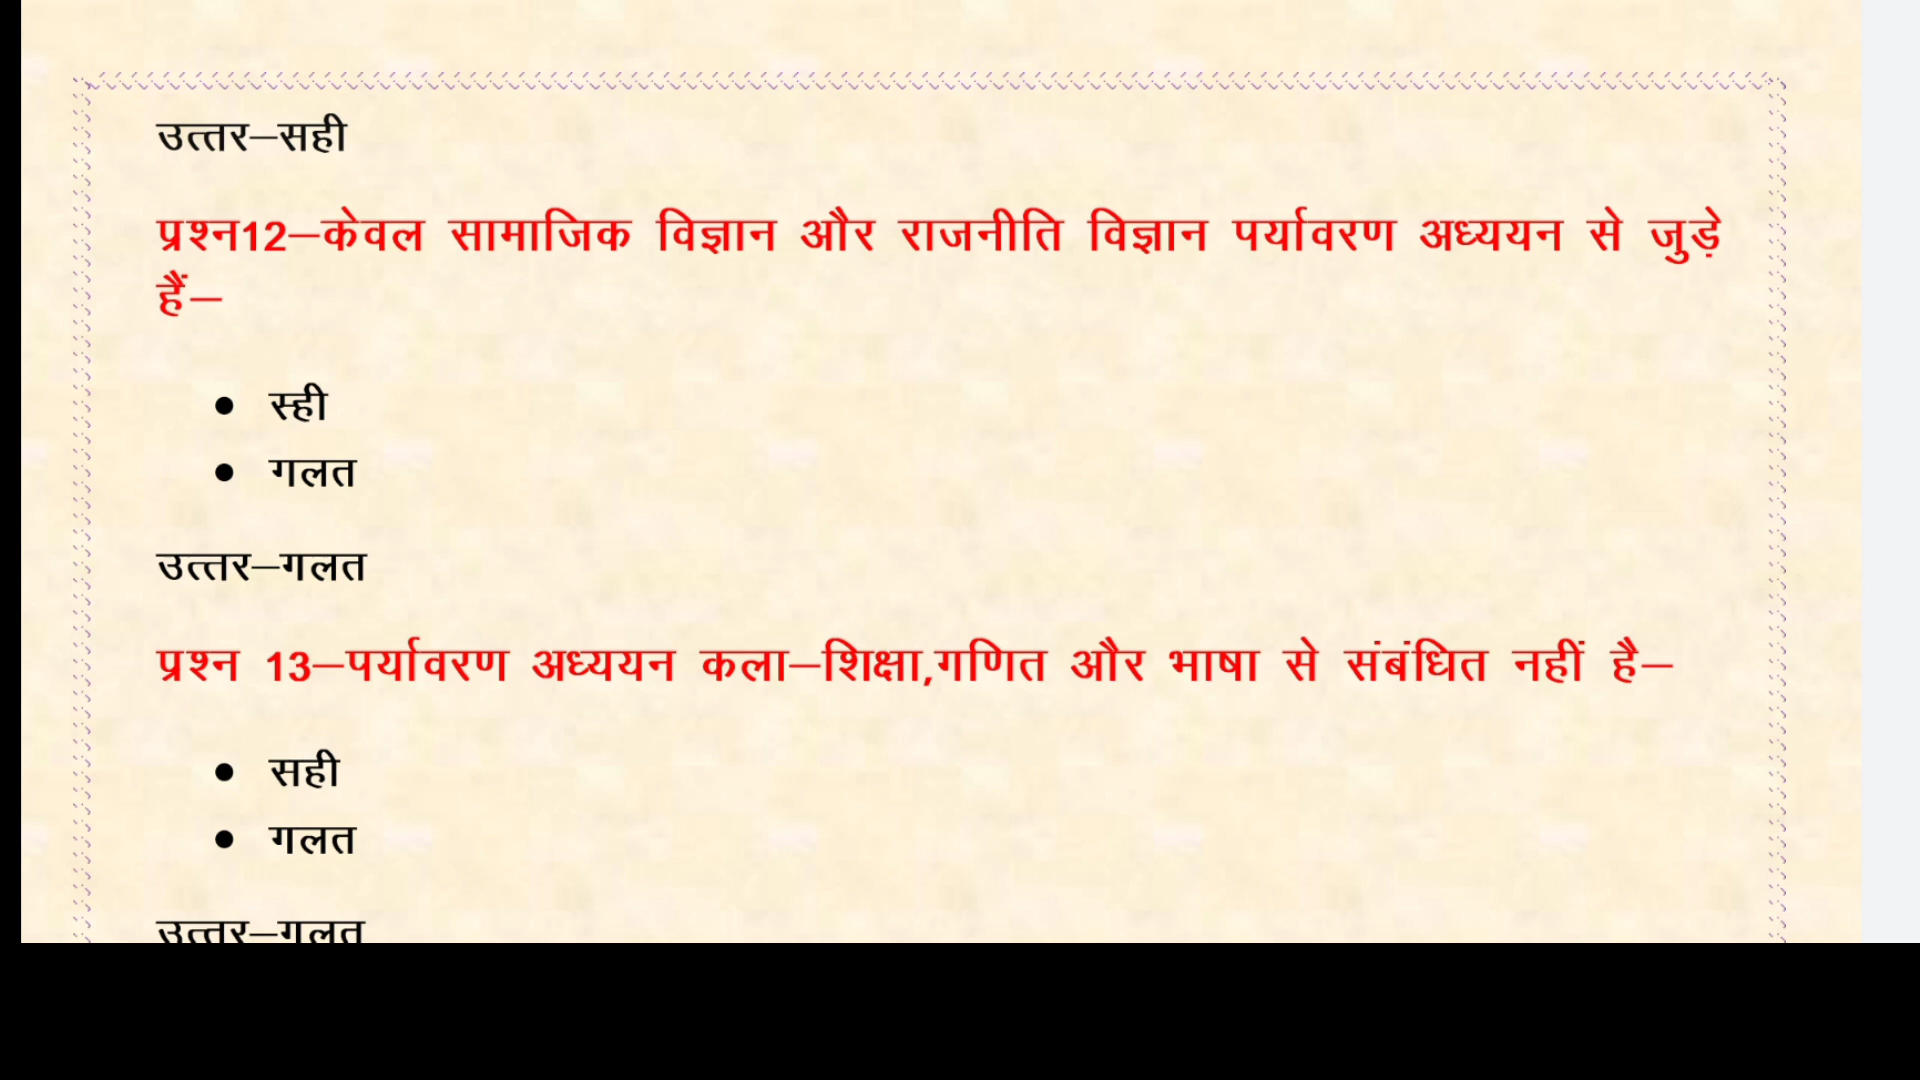 उत्तर–सही
प्रश्न12–केवल सामाजिक विज्ञान और राजनीति विज्ञान पर्यावरण अध्ययन से जुड़े
हैं–
• स्ही
• गलत
उत्तर–गलत
प्रश्न 13–पर्यावरण अध्ययन कला–शिक्षा,गणित और भाषा से संबंधित नहीं है–
• सही
• गलत
उत्तर–गलत